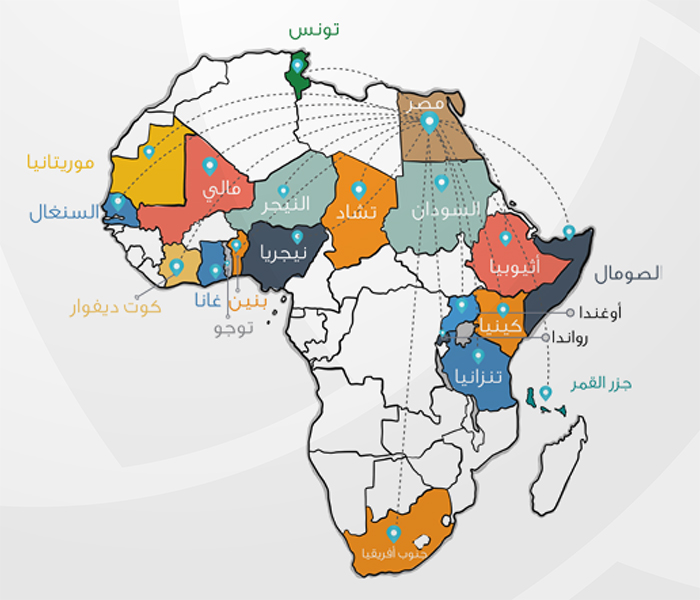 تونس
مصر
موريتانيا
مالي
السنغال
النيجر
تشاد
السودان
نيجيريا
أثيوبيا
الصومال
كوت ديفوار
غانا
بنين
توجو
أوغندا
كينيا
رواندا
تنزانيا
جزر القمر
جنوب أفريقيا